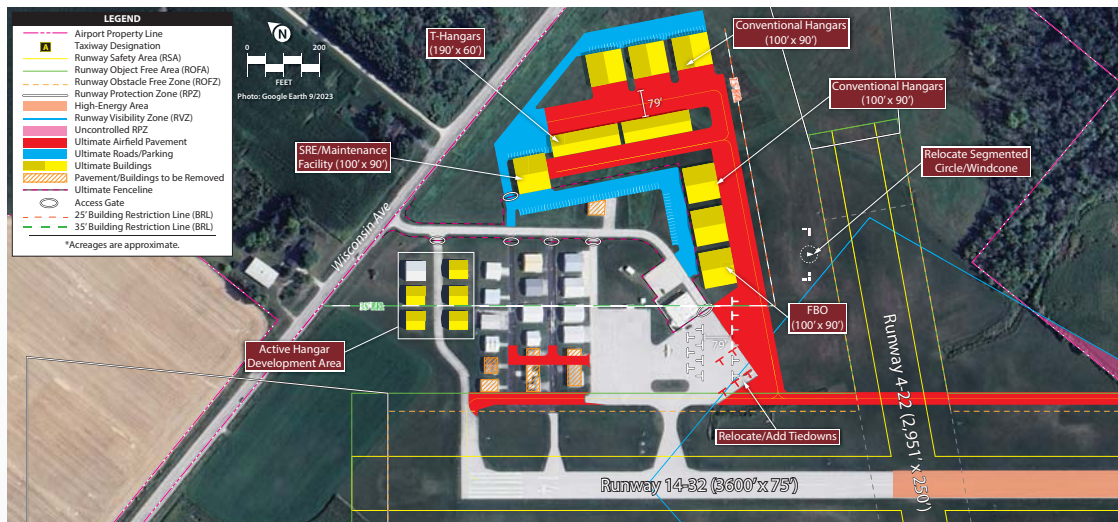 LEGEND
Airport Property Line
A
Taxiway Designation
Runway Safety Area (RSA)
Runway Object Free Area (ROFA)
Runway Obstacle Free Zone (ROFZ)
Runway Protection Zone (RPZ)
High-Energy Area
Runway Visibility Zone (RVZ)
Uncontrolled RPZ
Ultimate Airfield Pavement
Ultimate Roads/Parking
Ultimate Buildings
Pavement/Buildings to be Removed
Ultimate Fenceline
Access Gate
25' Building Restriction Line (BRL)
35' Building Restriction Line (BRL)
*Acreages are approximate.
N
0 200
FEET
Photo: Google Earth 9/2023
T-Hangars
(190' x 60')
Conventional Hangars
(100' x 90')
Conventional Hangars
(100' x 90')
79'
SRE/Maintenance
Facility (100' x 90')
Relocate Segmented
Circle/Windcone
Wisconsin Ave
FBO
(100' x 90')
79'
Active Hangar
Development Area
Relocate/Add Tiedowns
Runway 4-22 (2,951' x 250')
Runway 14-32 (3600' x 75')